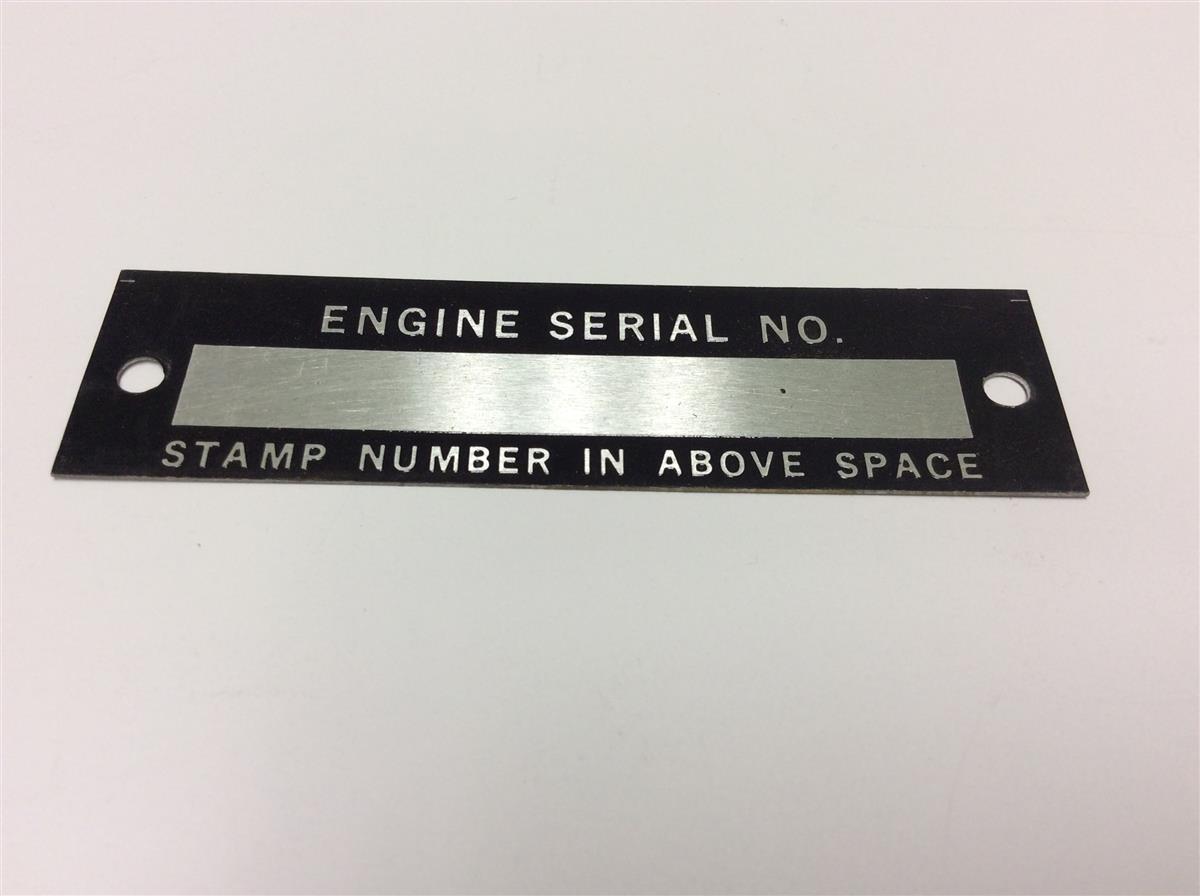 ENGINE SERIAL NO.
STAMP NUMBER IN ABOVE SPACE